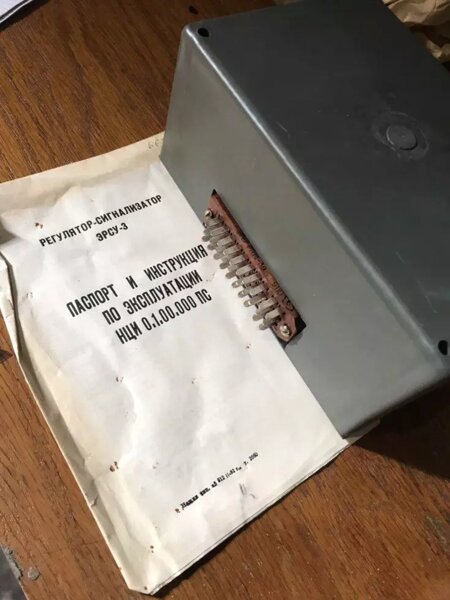 РЕГУЛЯТОР-СИГНАЛИЗАТОР
ЭРСУ-3
ПАСПОРТ И ИНСТРУКЦИЯ
ПО ЭКСПЛУАТАЦИИ
НЦИ 0.1.00.000 ПС